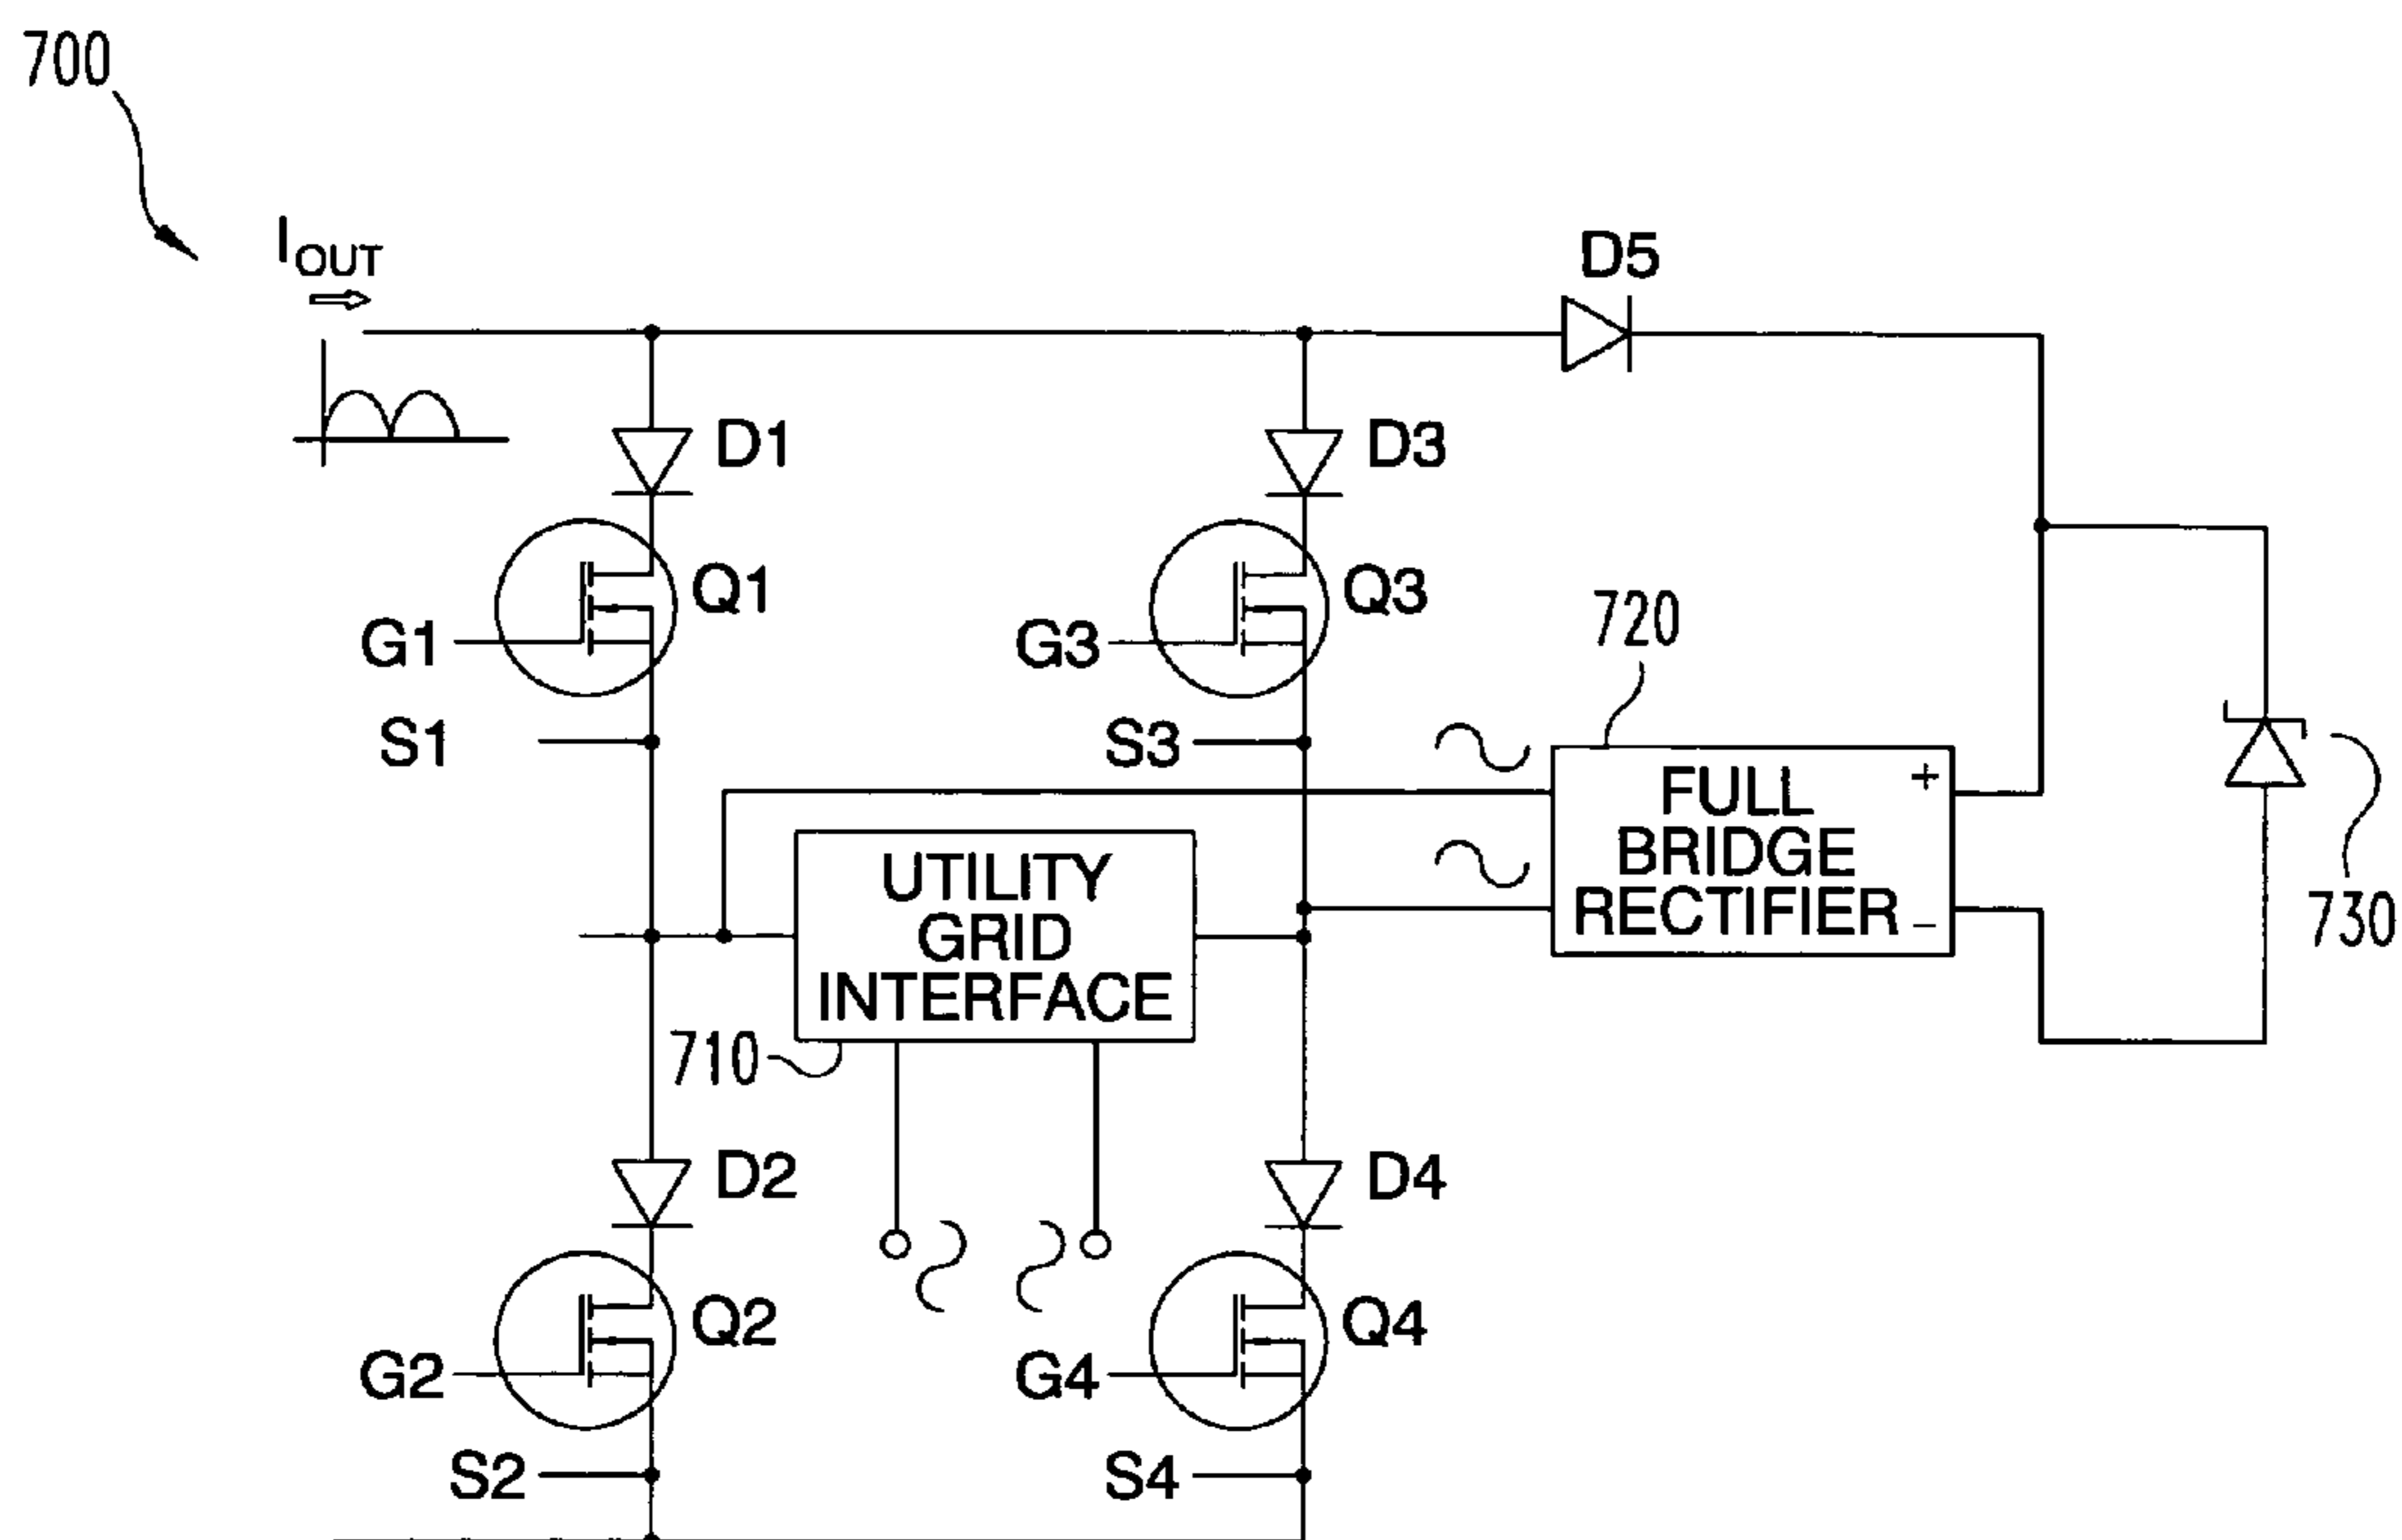 700
IOUT
D5
D1
D3
Q1
Q3
720
G1
G3
S1
S3
FULL
BRIDGE
RECTIFIER
+
−
730
UTILITY
GRID
INTERFACE
710
D2
D4
Q2
Q4
G2
G4
S2
S4